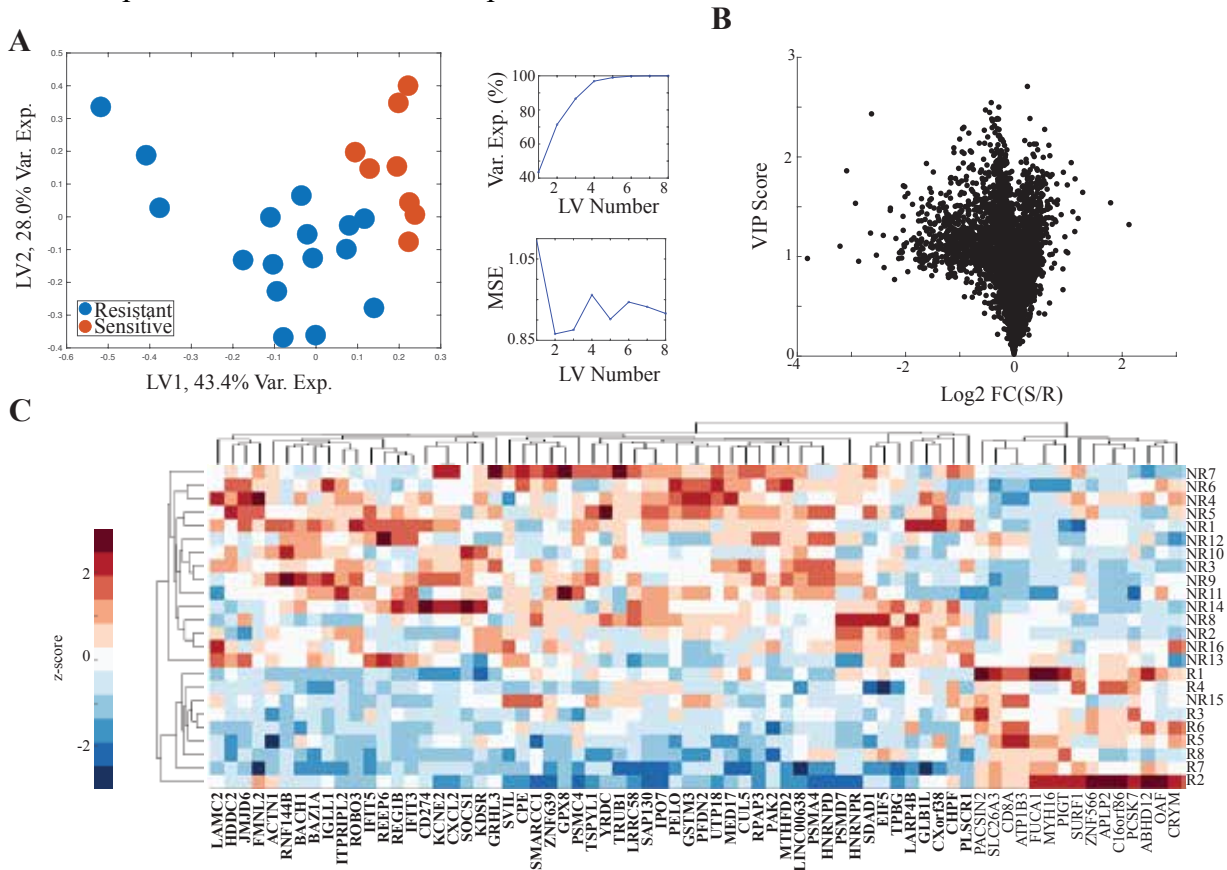 A
0.5
0.4
0.3
0.2
0.1
0
-0.1
-0.2
-0.3
-0.4
LV2, 28.0% Var. Exp.
Resistant
Sensitive
-0.6
-0.5
-0.4
-0.3
-0.2
-0.1
0
0.1
0.2
0.3
LV1, 43.4% Var. Exp.
Var. Exp. (%)
100
80
60
40
2
4
6
8
LV Number
MSE
1.05
0.85
2
4
6
8
LV Number
B
VIP Score
3
2
1
0
-4
-2
0
2
Log2 FC(S/R)
C
z-score
2
0
-2
NR7
NR6
NR4
NR5
NR1
NR12
NR10
NR3
NR9
NR11
NR14
NR8
NR2
NR16
NR13
R1
R4
NR15
R3
R6
R5
R8
R7
R2
LAMC2
HDDC2
JMJD6
FMNL2
ACTN1
RNF144B
BACH1
BAZ1A
IGLL1
ITPRIPL2
ROBO3
IFIT5
REEP6
REG1B
IFIT3
CD274
KCNE2
CXCL2
SOCS1
KDSR
GRHL3
SVIL
CPE
SMARCC1
ZNF639
GPX8
PSMC4
TSPYL1
YRDC
TRUB1
LRRC58
SAP130
IPO7
PELO
GSTM3
PFDN2
UTP18
MED17
CUL5
RPAP3
PAK2
MTHFD2
LINC00638
PSMA4
HNRNPD
PSMD7
HNRNPR
SDAD1
EIF5
TPBG
LARP4B
GLB1L
CXorf38
CHPF
PLSCR1
PACSIN2
SLC26A3
CD8A
ATP1B3
FUCA1
MYH16
PIGT
SURF1
ZNF566
APLP2
C16orf86
PCSK7
ABHD12
OAF
CRYM